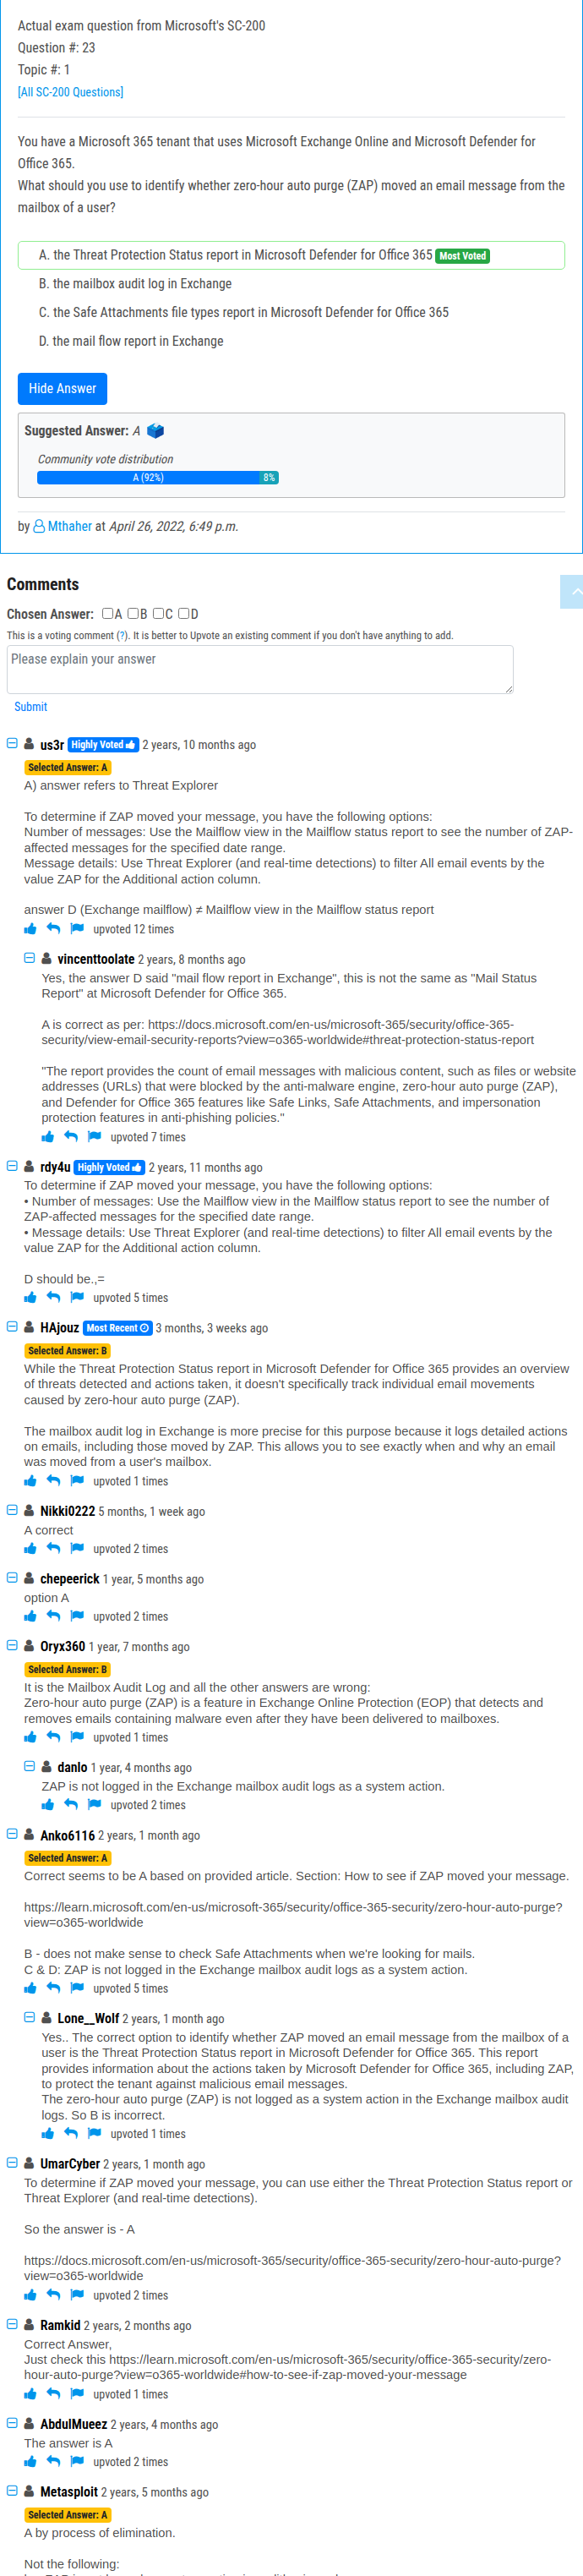 Actual exam question from Microsoft's SC-200
Question #: 23
Topic #: 1
[All SC-200 Questions]
You have a Microsoft 365 tenant that uses Microsoft Exchange Online and Microsoft Defender for
Office 365.
What should you use to identify whether zero-hour auto purge (ZAP) moved an email message from the
mailbox of a user?
A. the Threat Protection Status report in Microsoft Defender for Office 365 Most Voted
B. the mailbox audit log in Exchange
C. the Safe Attachments file types report in Microsoft Defender for Office 365
D. the mail flow report in Exchange
Hide Answer
Suggested Answer: A
Community vote distribution
A (92%) 8%
by Mthaher at April 26, 2022, 6:49 p.m.
Comments
Chosen Answer: A B C D
This is a voting comment (?). It is better to Upvote an existing comment if you don't have anything to add.
Please explain your answer
Submit
us3r Highly Voted 2 years, 10 months ago
Selected Answer: A
A) answer refers to Threat Explorer
To determine if ZAP moved your message, you have the following options:
Number of messages: Use the Mailflow view in the Mailflow status report to see the number of ZAP-
affected messages for the specified date range.
Message details: Use Threat Explorer (and real-time detections) to filter All email events by the
value ZAP for the Additional action column.
answer D (Exchange mailflow) ≠ Mailflow view in the Mailflow status report
upvoted 12 times
vincenttoolate 2 years, 8 months ago
Yes, the answer D said "mail flow report in Exchange", this is not the same as "Mail Status
Report" at Microsoft Defender for Office 365.
A is correct as per: https://docs.microsoft.com/en-us/microsoft-365/security/office-365-
security/view-email-security-reports?view=o365-worldwide#threat-protection-status-report
"The report provides the count of email messages with malicious content, such as files or website
addresses (URLs) that were blocked by the anti-malware engine, zero-hour auto purge (ZAP),
and Defender for Office 365 features like Safe Links, Safe Attachments, and impersonation
protection features in anti-phishing policies."
upvoted 7 times
rdy4u Highly Voted 2 years, 11 months ago
To determine if ZAP moved your message, you have the following options:
• Number of messages: Use the Mailflow view in the Mailflow status report to see the number of
ZAP-affected messages for the specified date range.
• Message details: Use Threat Explorer (and real-time detections) to filter All email events by the
value ZAP for the Additional action column.
D should be.,=
upvoted 5 times
HAjouz Most Recent 3 months, 3 weeks ago
Selected Answer: B
While the Threat Protection Status report in Microsoft Defender for Office 365 provides an overview
of threats detected and actions taken, it doesn't specifically track individual email movements
caused by zero-hour auto purge (ZAP).
The mailbox audit log in Exchange is more precise for this purpose because it logs detailed actions
on emails, including those moved by ZAP. This allows you to see exactly when and why an email
was moved from a user's mailbox.
upvoted 1 times
Nikki0222 5 months, 1 week ago
A correct
upvoted 2 times
chepeerick 1 year, 5 months ago
option A
upvoted 2 times
Oryx360 1 year, 7 months ago
Selected Answer: B
It is the Mailbox Audit Log and all the other answers are wrong:
Zero-hour auto purge (ZAP) is a feature in Exchange Online Protection (EOP) that detects and
removes emails containing malware even after they have been delivered to mailboxes.
upvoted 1 times
danlo 1 year, 4 months ago
ZAP is not logged in the Exchange mailbox audit logs as a system action.
upvoted 2 times
Anko6116 2 years, 1 month ago
Selected Answer: A
Correct seems to be A based on provided article. Section: How to see if ZAP moved your message.
https://learn.microsoft.com/en-us/microsoft-365/security/office-365-security/zero-hour-auto-purge?
view=o365-worldwide
B - does not make sense to check Safe Attachments when we're looking for mails.
C & D: ZAP is not logged in the Exchange mailbox audit logs as a system action.
upvoted 5 times
Lone__Wolf 2 years, 1 month ago
Yes.. The correct option to identify whether ZAP moved an email message from the mailbox of a
user is the Threat Protection Status report in Microsoft Defender for Office 365. This report
provides information about the actions taken by Microsoft Defender for Office 365, including ZAP,
to protect the tenant against malicious email messages.
The zero-hour auto purge (ZAP) is not logged as a system action in the Exchange mailbox audit
logs. So B is incorrect.
upvoted 1 times
UmarCyber 2 years, 1 month ago
To determine if ZAP moved your message, you can use either the Threat Protection Status report or
Threat Explorer (and real-time detections).
So the answer is - A
https://docs.microsoft.com/en-us/microsoft-365/security/office-365-security/zero-hour-auto-purge?
view=o365-worldwide
upvoted 2 times
Ramkid 2 years, 2 months ago
Correct Answer,
Just check this https://learn.microsoft.com/en-us/microsoft-365/security/office-365-security/zero-
hour-auto-purge?view=o365-worldwide#how-to-see-if-zap-moved-your-message
upvoted 1 times
AbdulMueez 2 years, 4 months ago
The answer is A
upvoted 2 times
Metasploit 2 years, 5 months ago
Selected Answer: A
A by process of elimination.
Not the following: